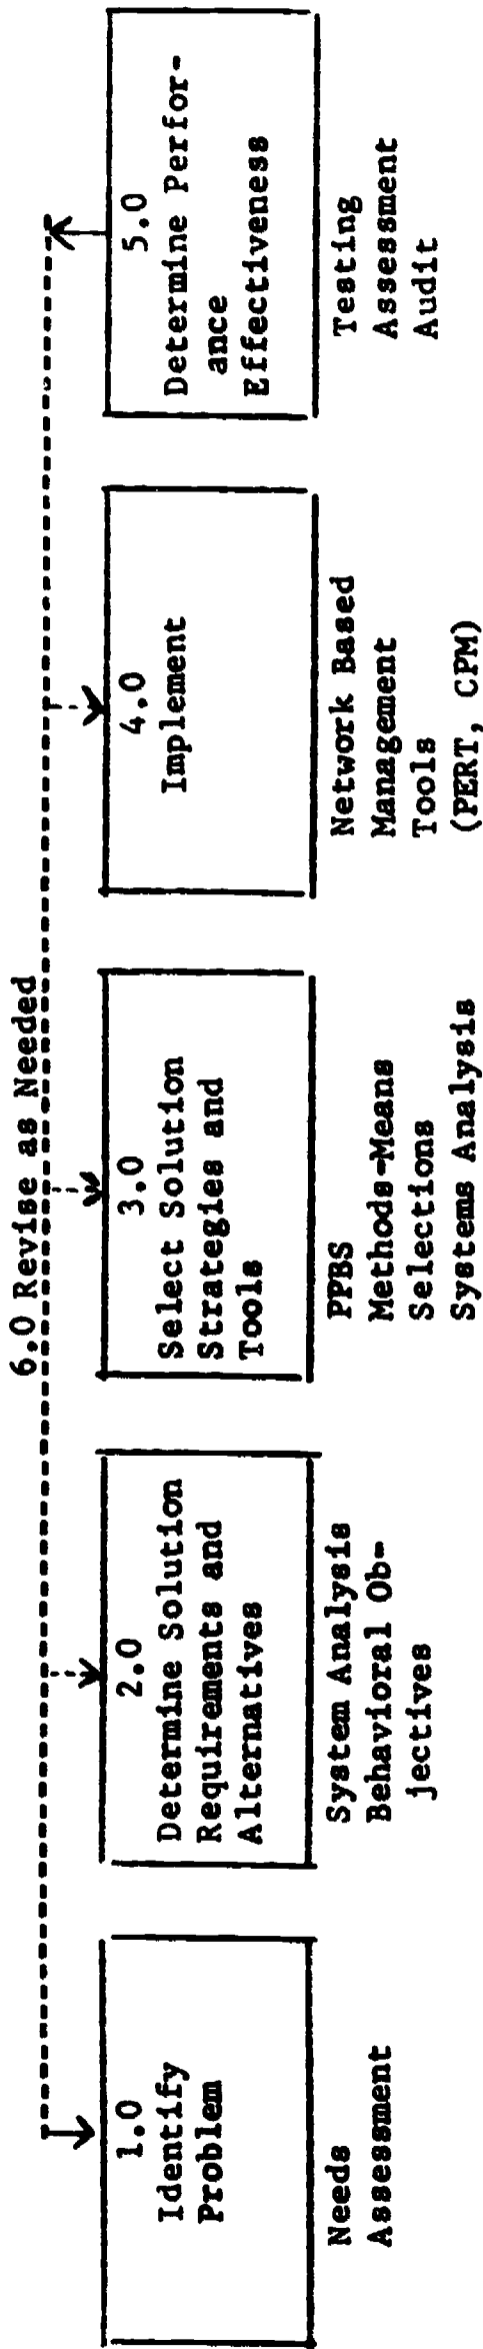 6.0 Revise as Needed
1.0
Identify
Problem
Needs
Assessment
2.0
Determine Solution
Requirements and
Alternatives
System Analysis
Behavioral Ob-
jectives
3.0
Select Solution
Strategies and
Tools
PPBS
Methods-Means
Selections
Systems Analysis
4.0
Implement
Network Based
Management
Tools
(PERT, CPM)
5.0
Determine Perfor-
ance
Effectiveness
Testing
Assessment
Audit